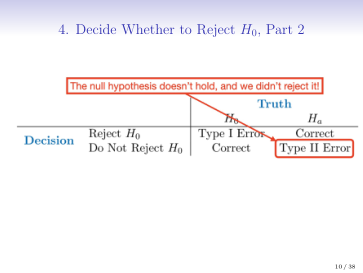 4. Decide Whether to Reject H₀, Part 2
The null hypothesis doesn't hold, and we didn't reject it!
Truth
H₀ Hₐ
Decision Reject H₀ Type I Error Correct
Do Not Reject H₀ Correct Type II Error
10 / 38